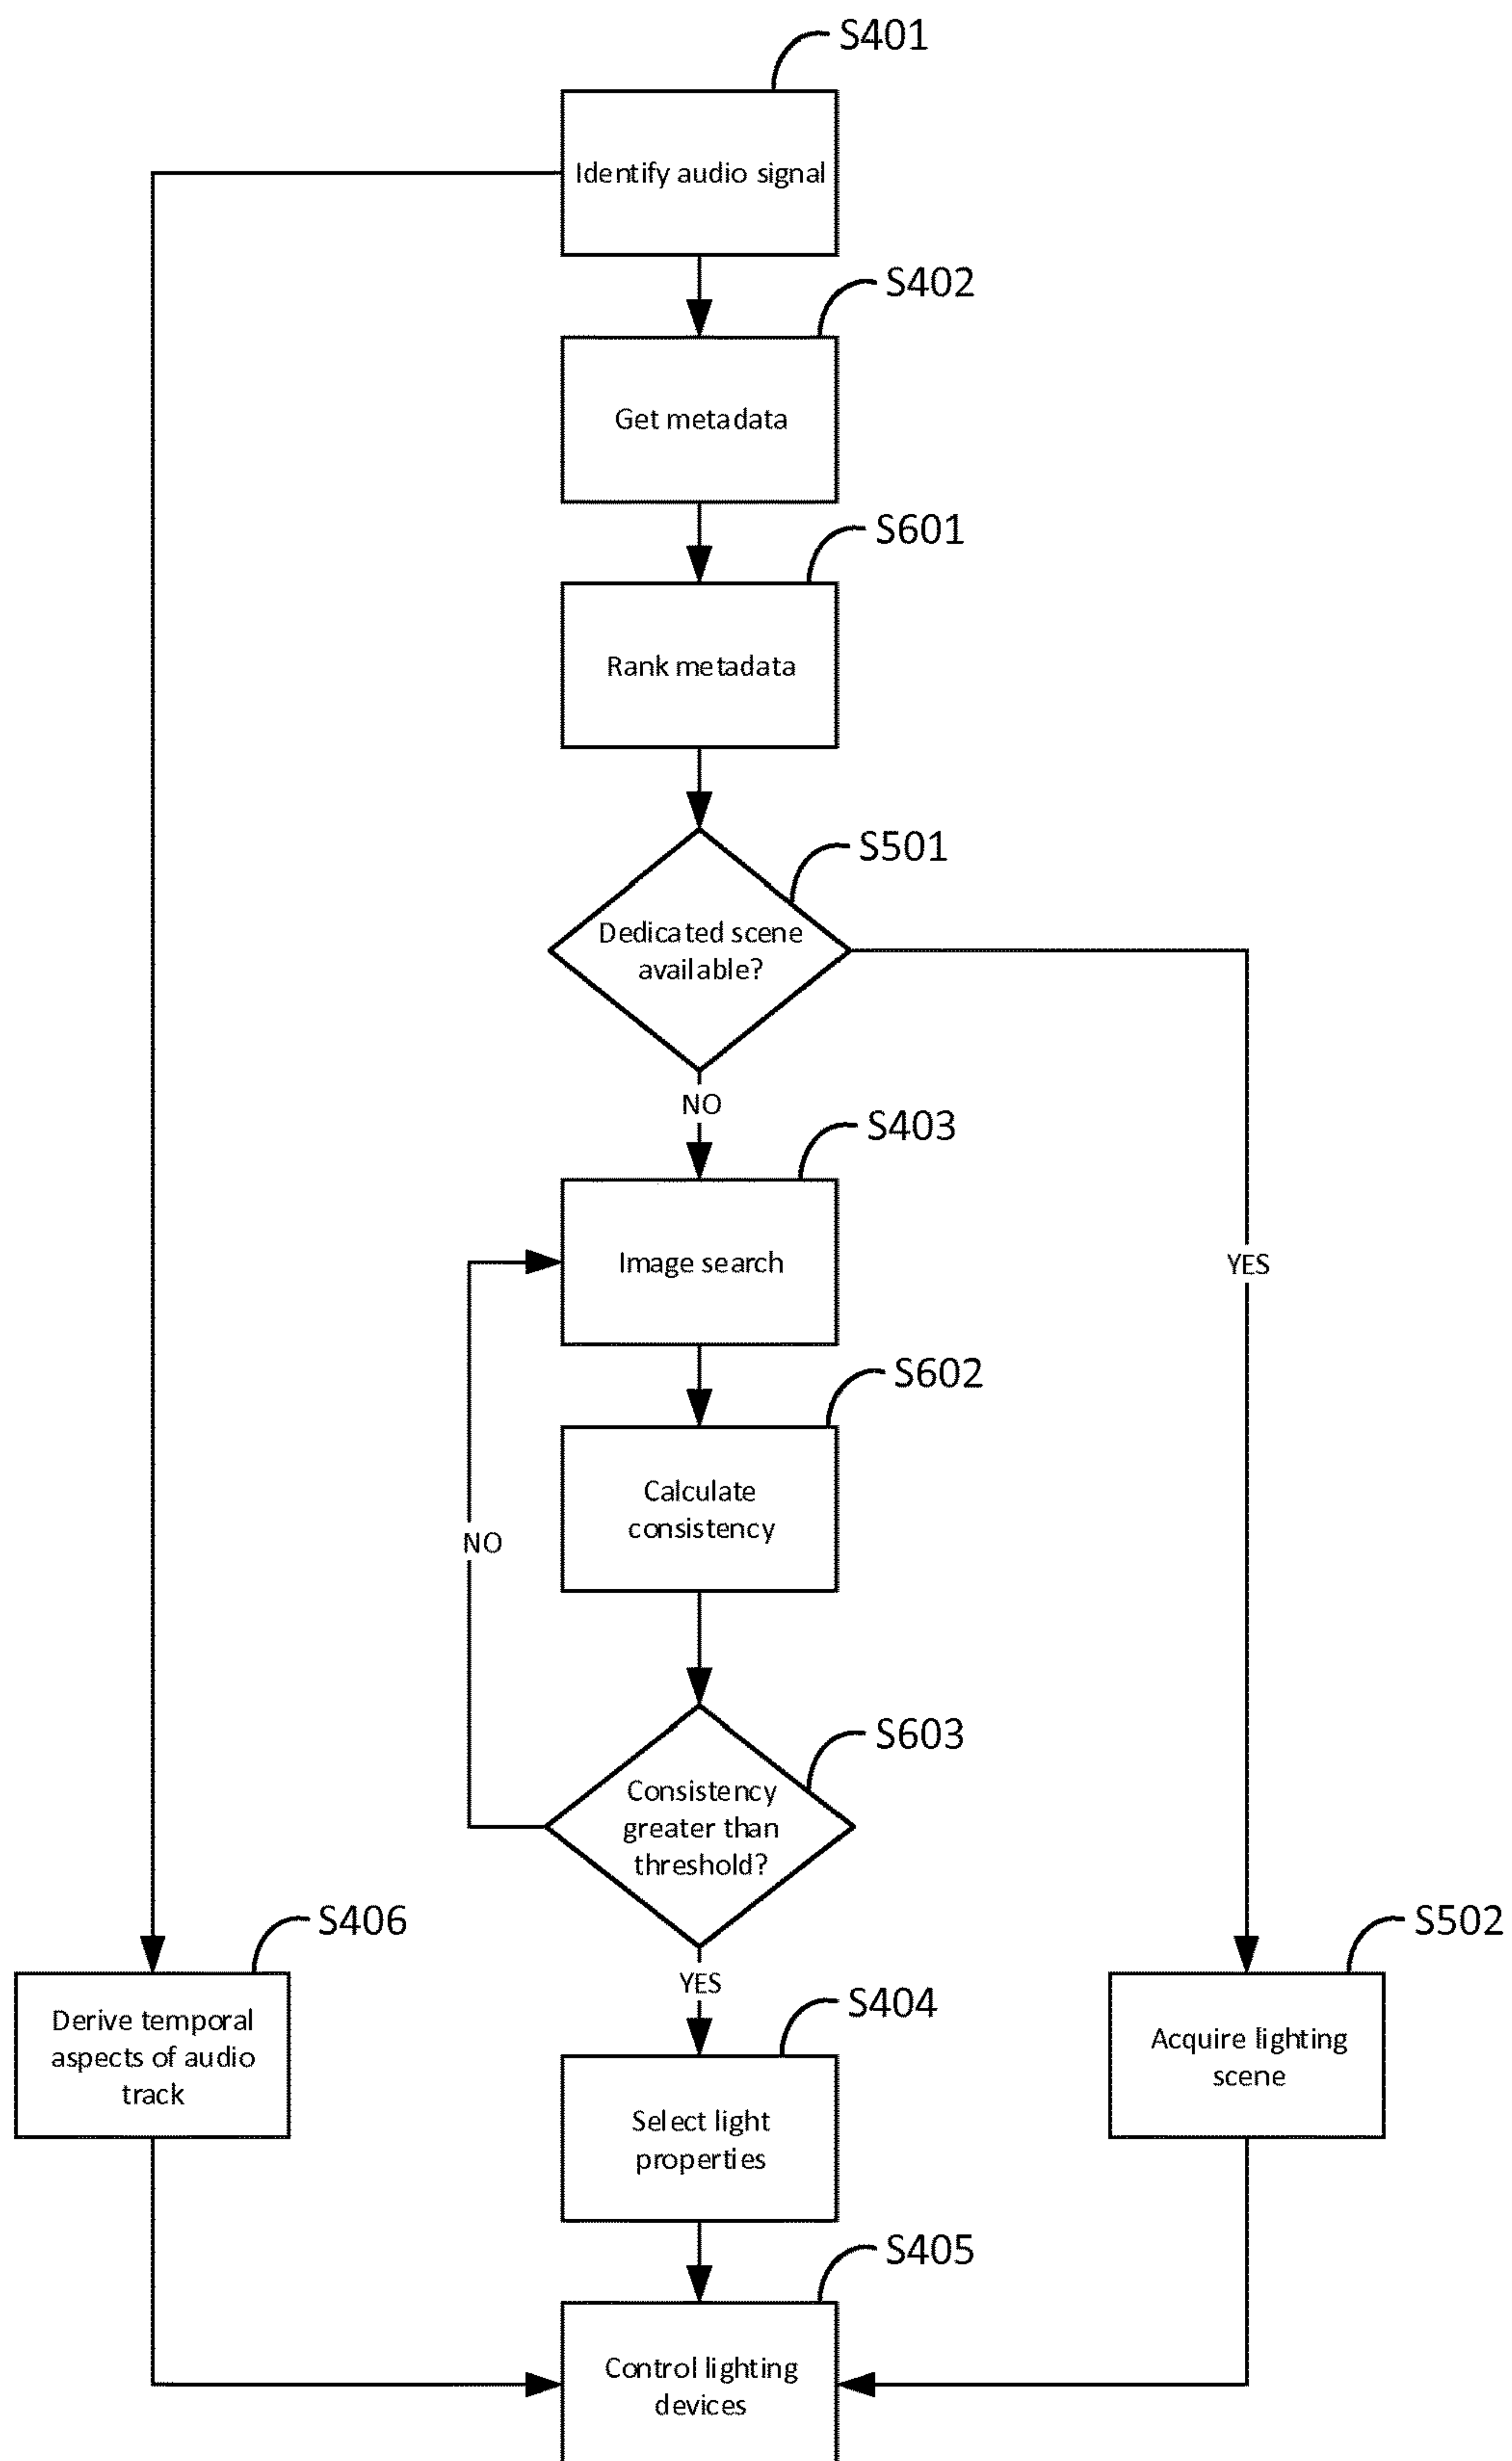 S401
Identify audio signal
S402
Get metadata
S601
Rank metadata
S501
Dedicated scene
available?
NO
S403
Image search
YES
S602
Calculate
consistency
NO
S603
Consistency
greater than
threshold?
S406
S502
YES
Derive temporal
aspects of audio
track
S404
Acquire lighting
scene
Select light
properties
S405
Control lighting
devices